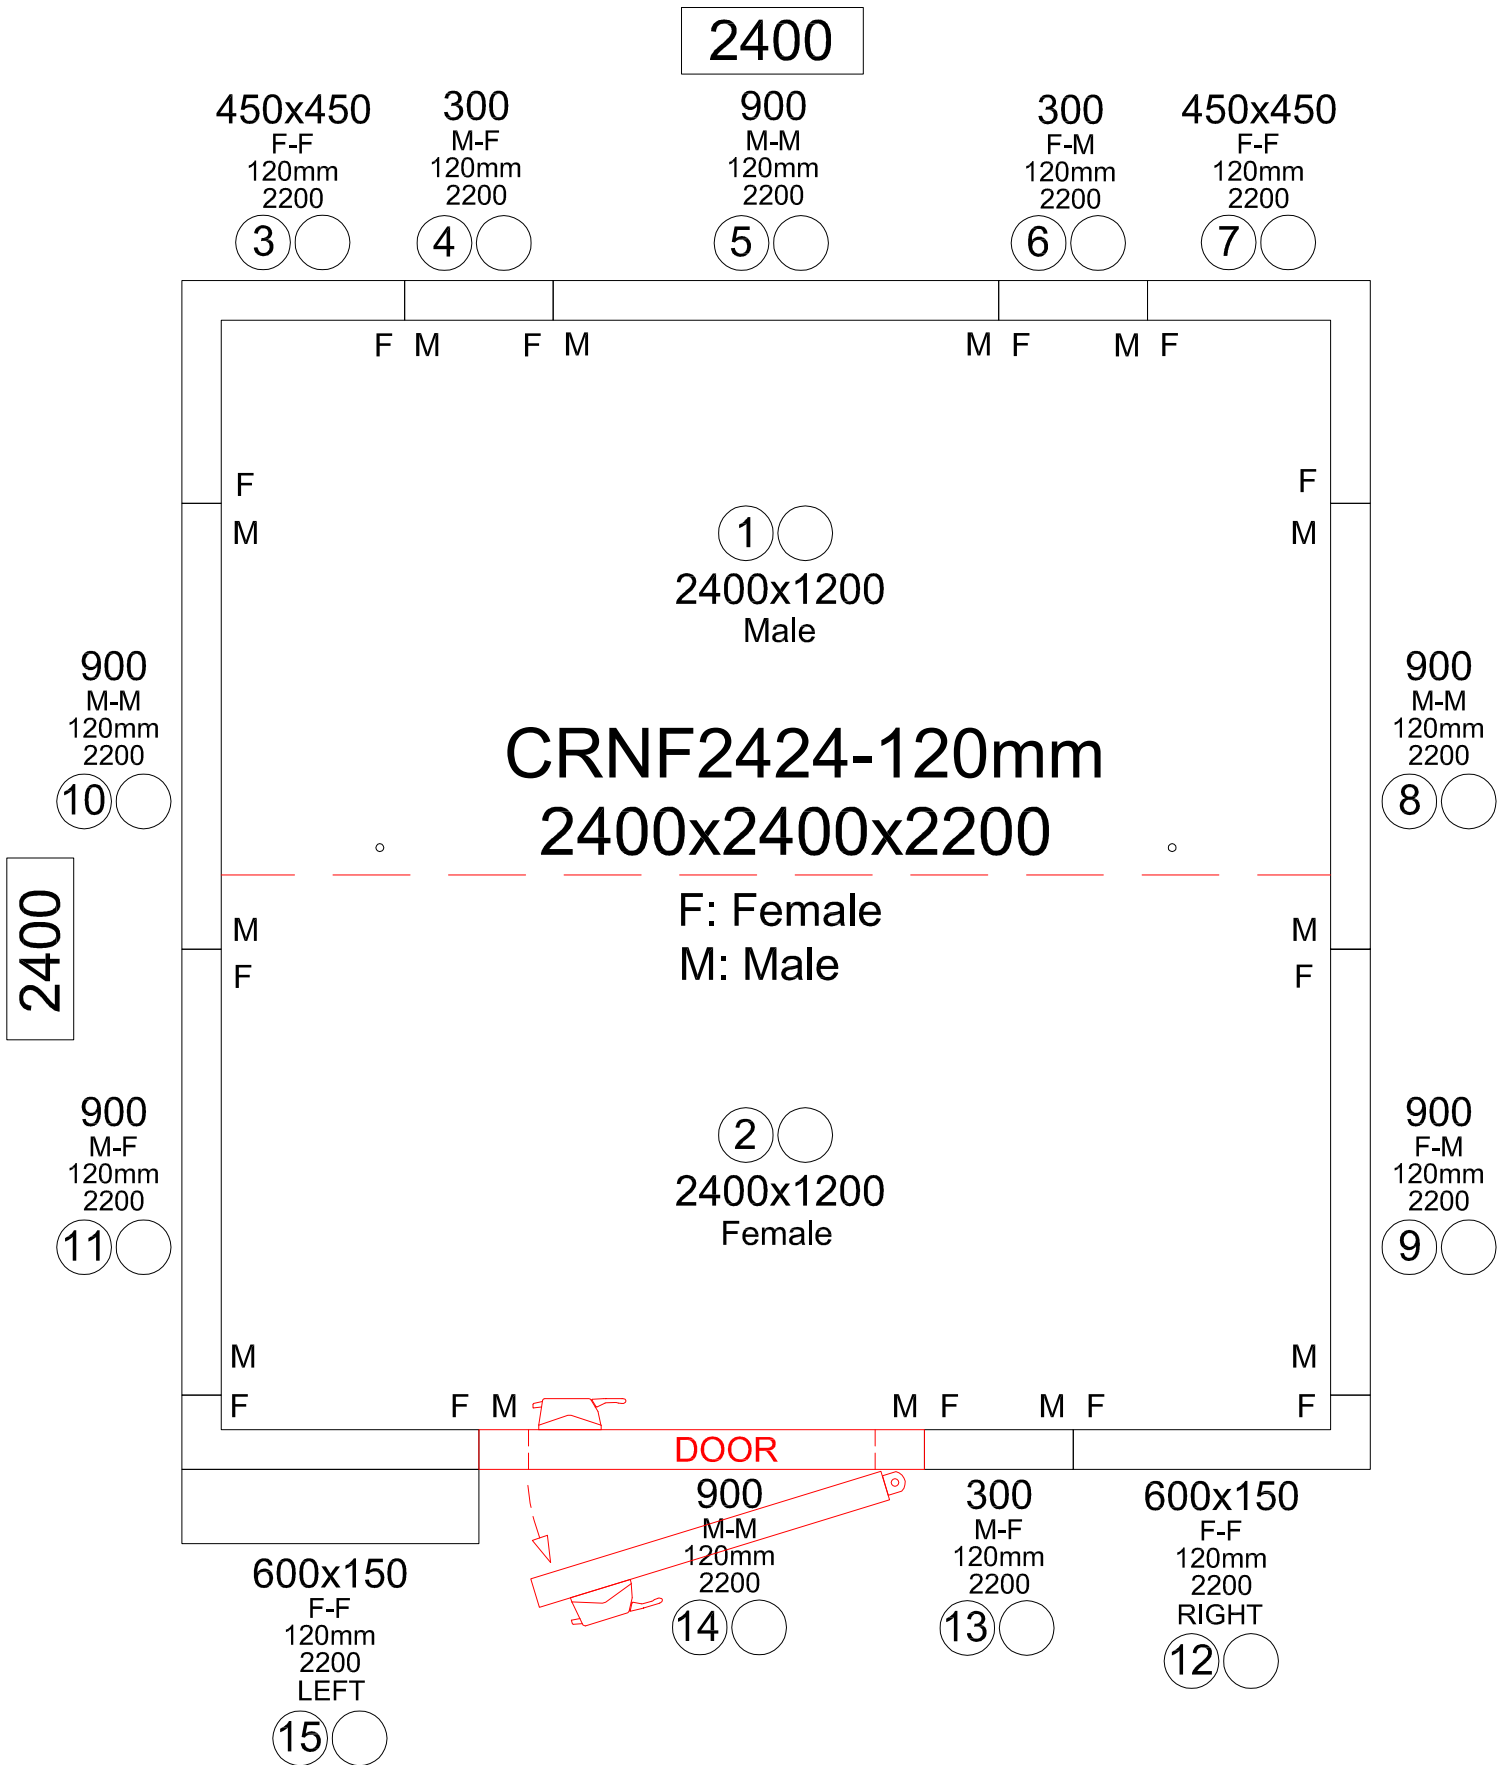 2400
450x450
F-F
120mm
2200
3
300
M-F
120mm
2200
4
900
M-M
120mm
2200
5
300
F-M
120mm
2200
6
450x450
F-F
120mm
2200
7
F M F M M F M F
F
F
M
M
1
2400x1200
Male
900
M-M
120mm
2200
10
900
M-M
120mm
2200
8
CRNF2424-120mm
2400x2400x2200
2400
F: Female
M: Male
M
M
F
F
2
2400x1200
Female
900
M-F
120mm
2200
11
900
F-M
120mm
2200
9
M
M
F F M M F M F F
DOOR
900
M-M
120mm
2200
14
300
M-F
120mm
2200
13
600x150
F-F
120mm
2200
RIGHT
12
600x150
F-F
120mm
2200
LEFT
15